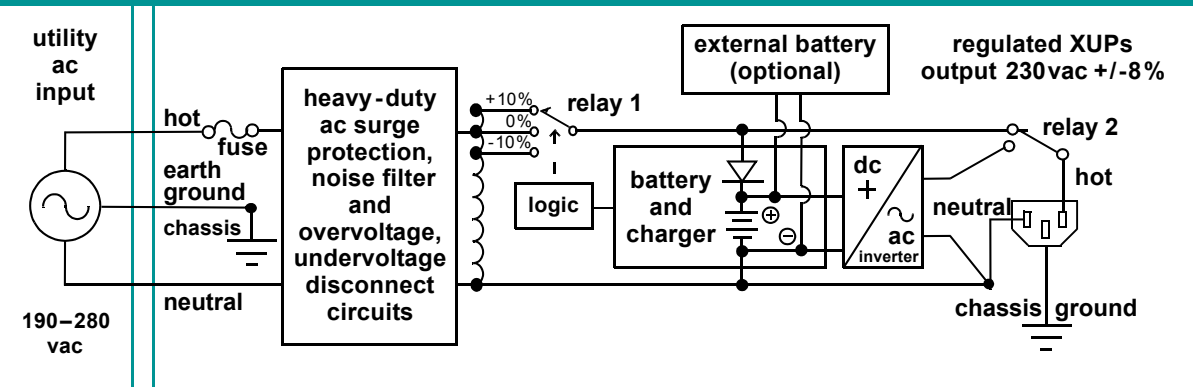 utility
ac
input
hot
fuse
earth
ground
chassis
neutral
190–280
vac
heavy-duty
ac surge
protection,
noise filter
and
overvoltage,
undervoltage
disconnect
circuits
+10%
0%
-10%
relay 1
logic
external battery
(optional)
battery
and
charger
+
−
dc
+
ac
inverter
regulated XUPs
output 230vac +/-8%
relay 2
hot
neutral
chassis ground